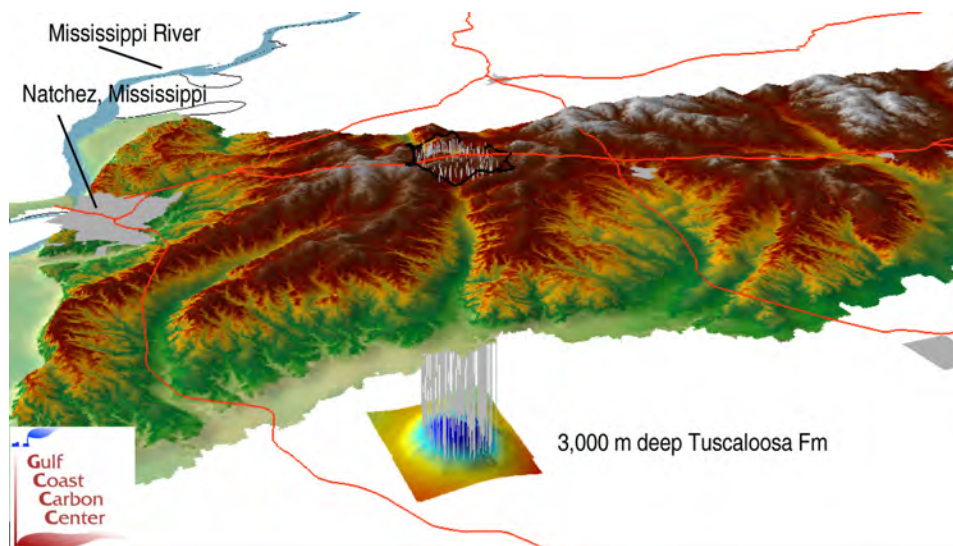 Mississippi River
Natchez, Mississippi
3,000 m deep Tuscaloosa Fm
Gulf
Coast
Carbon
Center